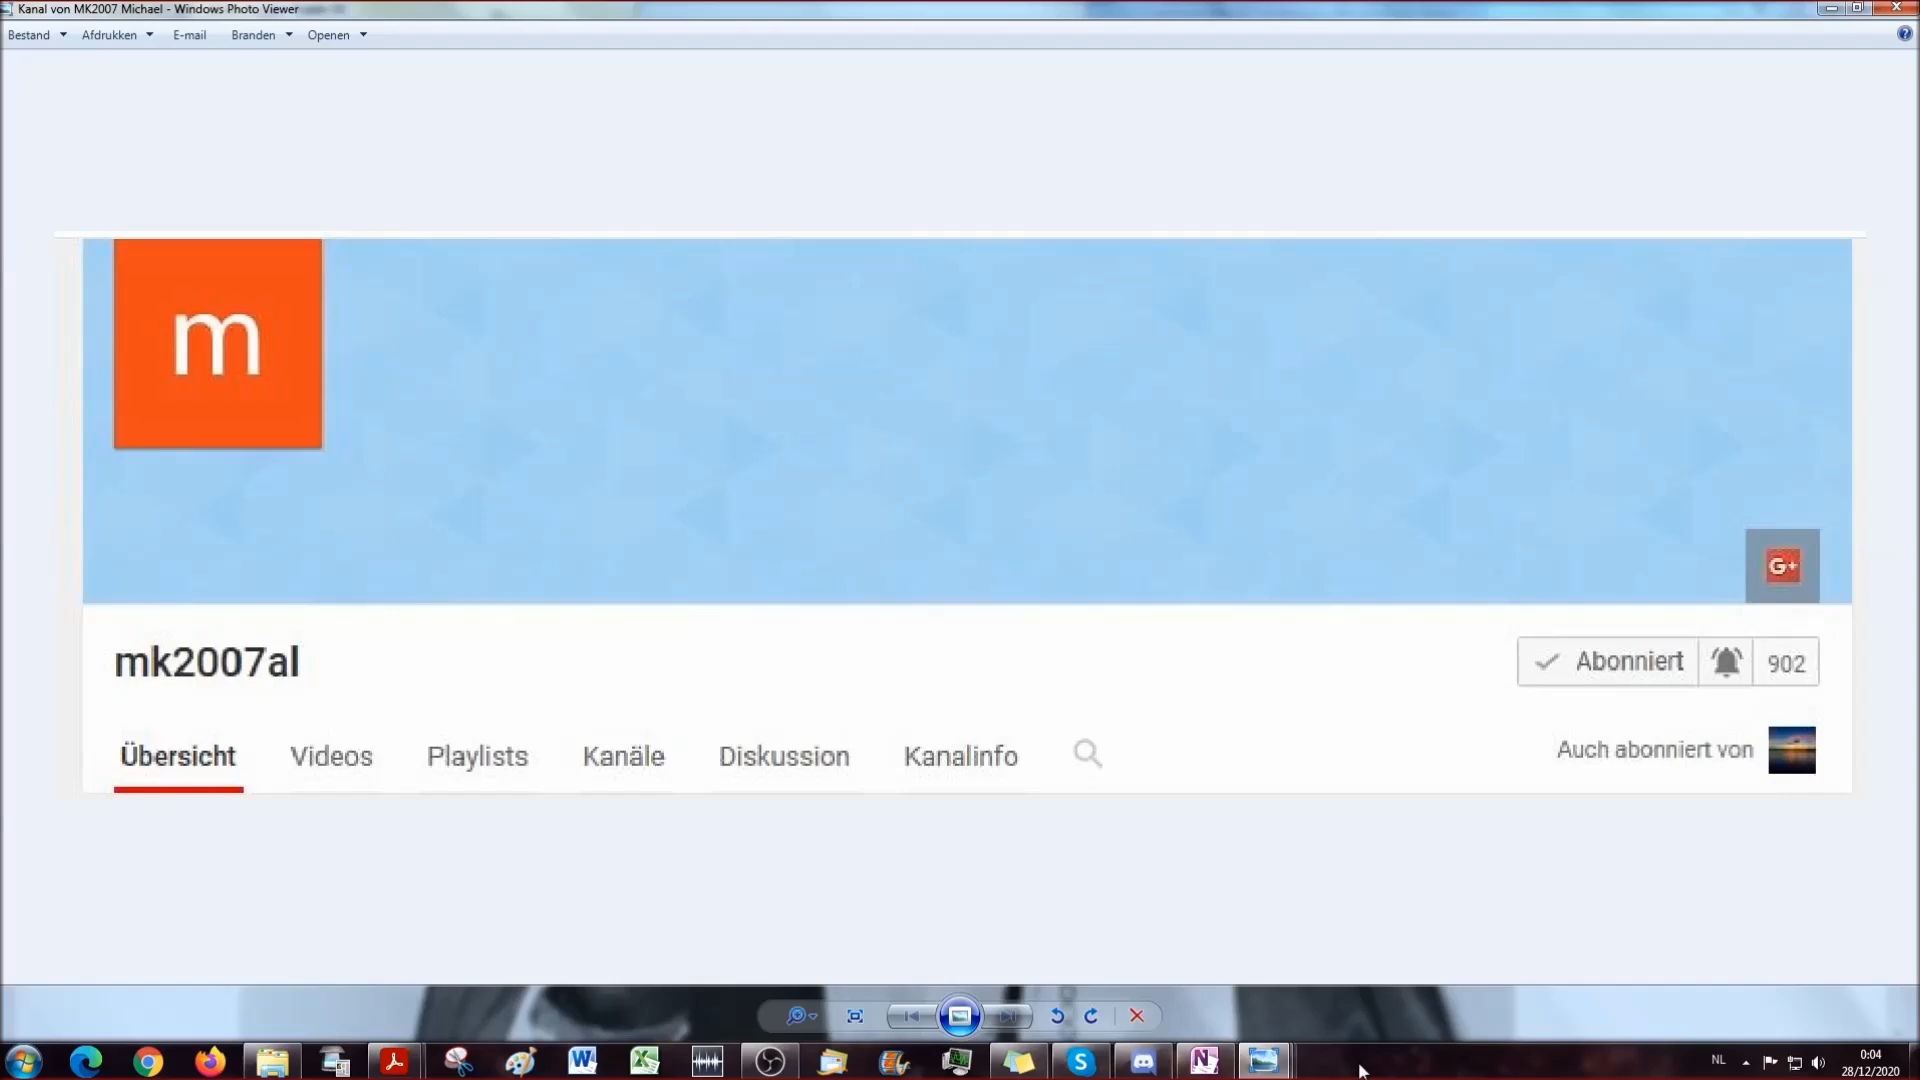 Kanal von MK2007 Michael - Windows Photo Viewer
Bestand Afdrukken E-mail Branden Openen
m
G+
mk2007al
Abonniert 902
Übersicht Videos Playlists Kanäle Diskussion Kanalinfo
Auch abonniert von
NL
0:04
28/12/2020